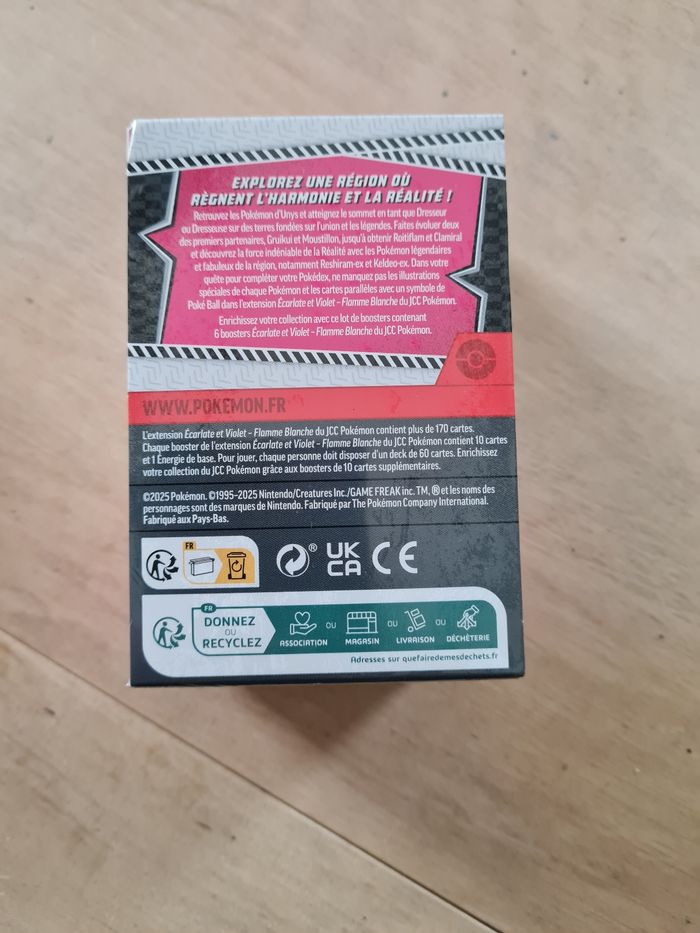 EXPLOREZ UNE RÉGION OÙ
RÈGNENT L'HARMONIE ET LA RÉALITÉ !
Retrouvez les Pokémon d'Unys et atteignez le sommet en tant que Dresseur
ou Dresseuse sur des terres fondées sur l'union et les légendes. Faites évoluer deux
des premiers partenaires, Gruikui et Moustillon, jusqu'à obtenir Roitiflam et Clamiral
et découvrez la force indéniable de la Réalité avec les Pokémon légendaires
et fabuleux de la région, notamment Reshiram-ex et Keldeo-ex. Dans votre
quête pour compléter votre Pokédex, ne manquez pas les illustrations
spéciales de chaque Pokémon et les cartes parallèles avec un symbole de
Poké Ball dans l'extension Écarlate et Violet – Flamme Blanche du JCC Pokémon.
Enrichissez votre collection avec ce lot de boosters contenant
6 boosters Écarlate et Violet – Flamme Blanche du JCC Pokémon.
WWW.POKEMON.FR
L'extension Écarlate et Violet – Flamme Blanche du JCC Pokémon contient plus de 170 cartes.
Chaque booster de l'extension Écarlate et Violet – Flamme Blanche du JCC Pokémon contient 10 cartes
et 1 Énergie de base. Pour jouer, chaque personne doit disposer d'un deck de 60 cartes. Enrichissez
votre collection du JCC Pokémon grâce aux boosters de 10 cartes supplémentaires.
©2025 Pokémon. ©1995–2025 Nintendo/Creatures Inc./GAME FREAK inc. TM, ® et les noms des
personnages sont des marques de Nintendo. Fabriqué par The Pokémon Company International.
Fabriqué aux Pays-Bas.
FR
® UK CA CE
FR
DONNEZ
OU
RECYCLEZ
ASSOCIATION OU MAGASIN OU LIVRAISON OU DÉCHÈTERIE
Adresses sur quefairedemesdechets.fr